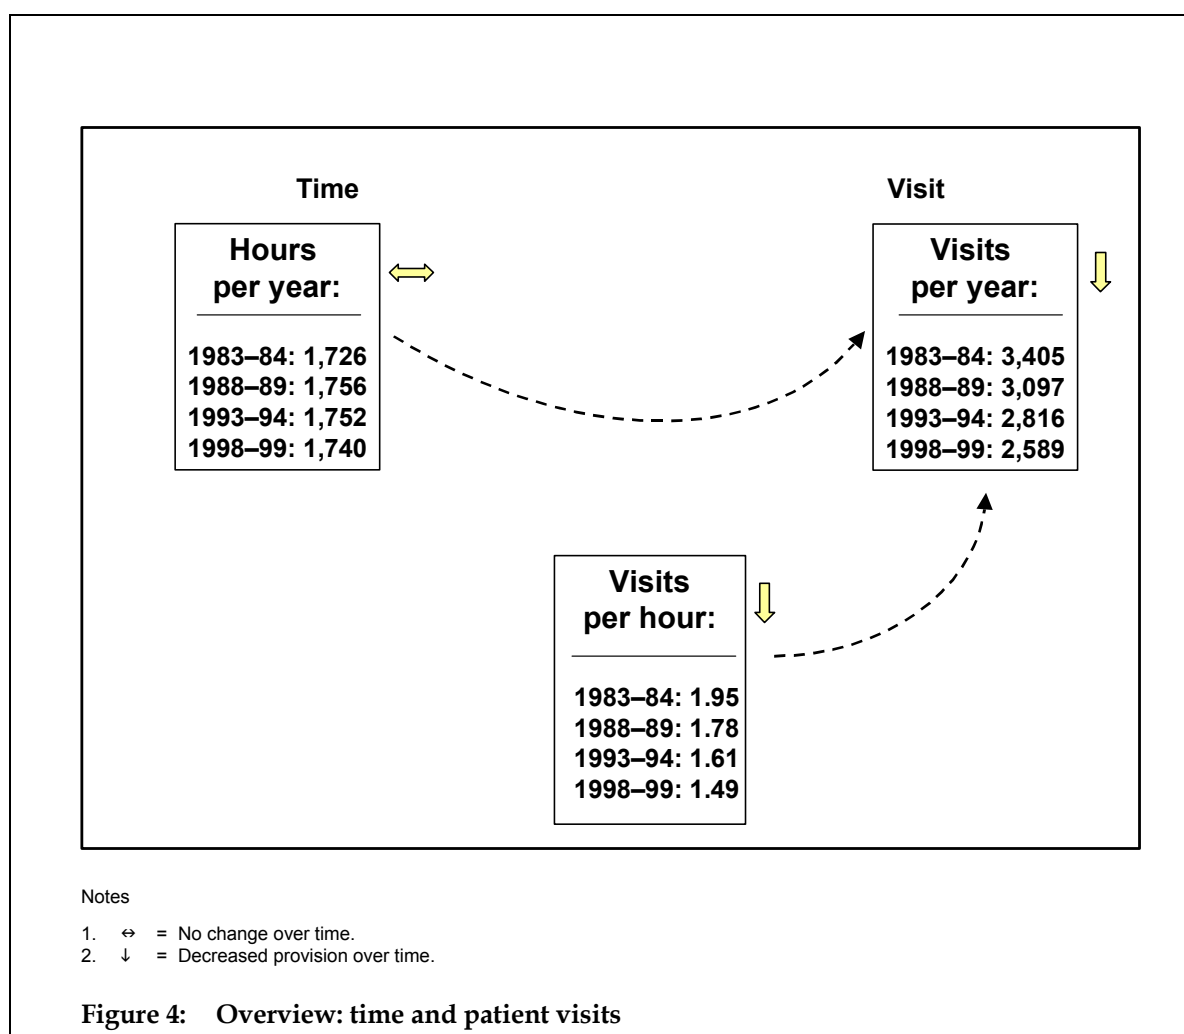 Time
Hours
per year:
1983–84: 1,726
1988–89: 1,756
1993–94: 1,752
1998–99: 1,740
Visit
Visits
per year:
1983–84: 3,405
1988–89: 3,097
1993–94: 2,816
1998–99: 2,589
Visits
per hour:
1983–84: 1.95
1988–89: 1.78
1993–94: 1.61
1998–99: 1.49
Notes
1. ↔ = No change over time.
2. ↓ = Decreased provision over time.
Figure 4: Overview: time and patient visits